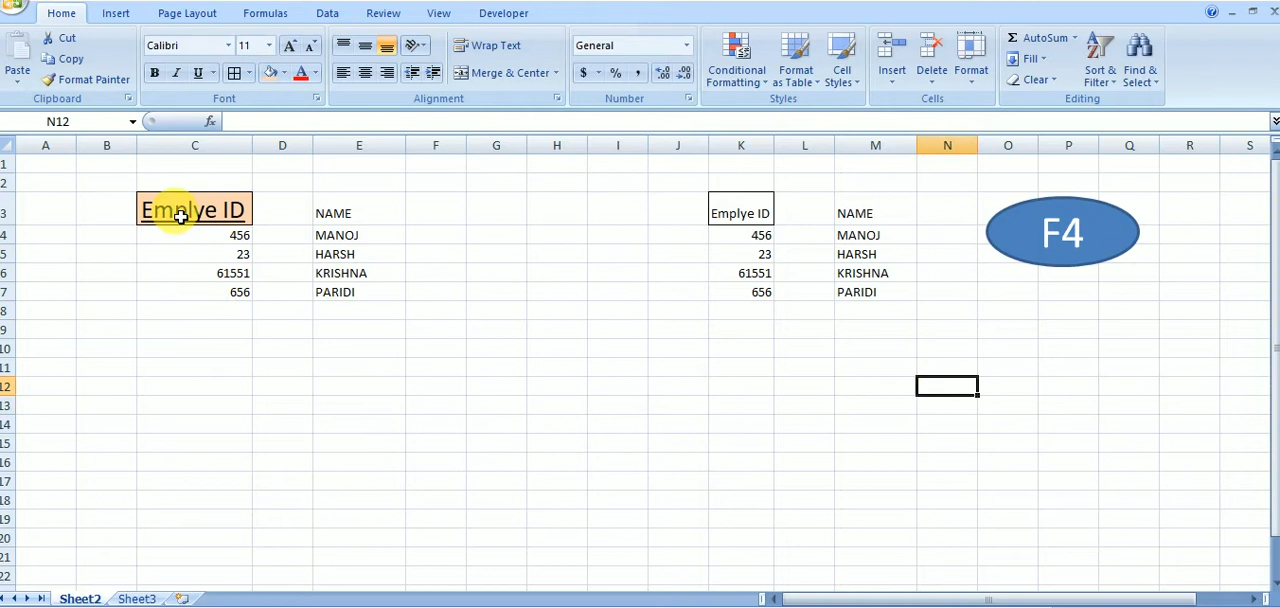 Home Insert Page Layout Formulas Data Review View Developer
Paste Cut Copy Format Painter Clipboard
Calibri 11 A A B I U A Font
Wrap Text Merge & Center Alignment
General $ % , .0 .00 .00 .0 Number
Conditional Formatting Format as Table Cell Styles Styles
Insert Delete Format Cells
Σ AutoSum Fill Clear Sort & Filter Find & Select Editing
N12 fx
A B C D E F G H I J K L M N O P Q R S
1
2
3 Emplye ID NAME Emplye ID NAME F4
4 456 MANOJ 456 MANOJ
5 23 HARSH 23 HARSH
6 61551 KRISHNA 61551 KRISHNA
7 656 PARIDI 656 PARIDI
8
9
10
11
12
13
14
15
16
17
18
19
20
21
22
Sheet2 Sheet3